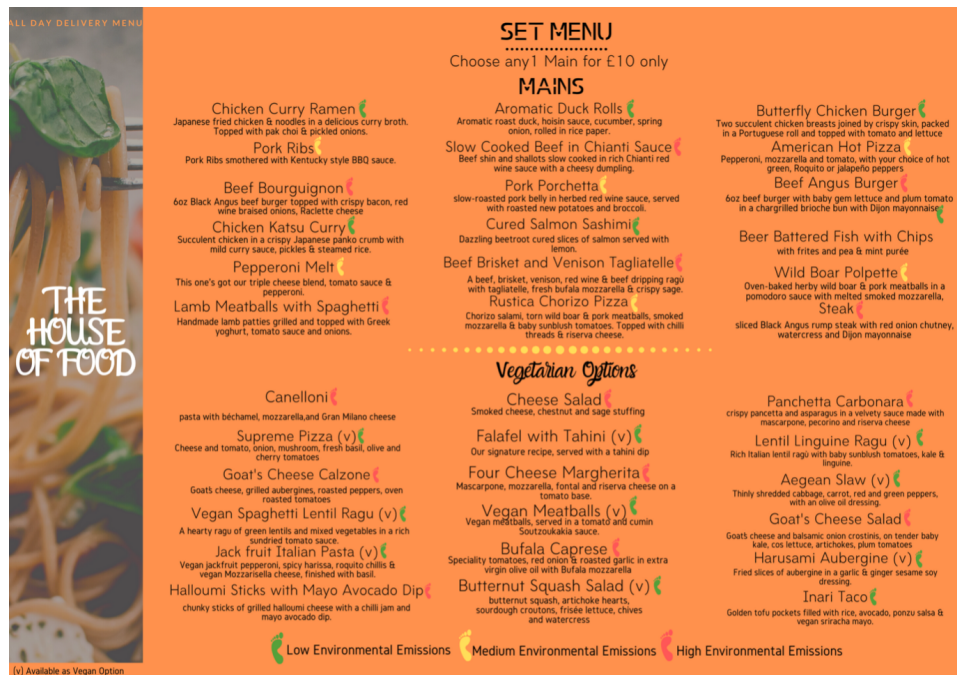 ALL DAY DELIVERY MENU
THE
HOUSE
OF FOOD
SET MENU
Choose any1 Main for £10 only
MAINS
Chicken Curry Ramen
Japanese fried chicken & noodles in a delicious curry broth.
Topped with pak choi & pickled onions.
Pork Ribs
Pork Ribs smothered with Kentucky style BBQ sauce.
Beef Bourguignon
6oz Black Angus beef burger topped with crispy bacon, red
wine braised onions, Raclette cheese
Chicken Katsu Curry
Succulent chicken in a crispy Japanese panko crumb with
mild curry sauce, pickles & steamed rice.
Pepperoni Melt
This one's got our triple cheese blend, tomato sauce &
pepperoni.
Lamb Meatballs with Spaghetti
Handmade lamb patties grilled and topped with Greek
yoghurt, tomato sauce and onions.
Aromatic Duck Rolls
Aromatic roast duck, hoisin sauce, cucumber, spring
onion, rolled in rice paper.
Slow Cooked Beef in Chianti Sauce
Beef shin and shallots slow cooked in rich Chianti red
wine sauce with a cheesy dumpling.
Pork Porchetta
slow-roasted pork belly in herbed red wine sauce, served
with roasted new potatoes and broccoli.
Cured Salmon Sashimi
Dazzling beetroot cured slices of salmon served with
lemon.
Beef Brisket and Venison Tagliatelle
A beef, brisket, venison, red wine & beef dripping ragù
with tagliatelle, fresh bufala mozzarella & crispy sage.
Rustica Chorizo Pizza
Chorizo salami, torn wild boar & pork meatballs, smoked
mozzarella & baby sunblush tomatoes. Topped with chilli
threads & riserva cheese.
Butterfly Chicken Burger
Two succulent chicken breasts joined by crispy skin, packed
in a Portuguese roll and topped with tomato and lettuce
American Hot Pizza
Pepperoni, mozzarella and tomato, with your choice of hot
green, Roquito or jalapeño peppers
Beef Angus Burger
6oz beef burger with baby gem lettuce and plum tomato
in a chargrilled brioche bun with Dijon mayonnaise
Beer Battered Fish with Chips
with frites and pea & mint purée
Wild Boar Polpette
Oven-baked herby wild boar & pork meatballs in a
pomodoro sauce with melted smoked mozzarella,
Steak
sliced Black Angus rump steak with red onion chutney,
watercress and Dijon mayonnaise
Vegetarian Options
Canelloni
pasta with béchamel, mozzarella,and Gran Milano cheese
Supreme Pizza (v)
Cheese and tomato, onion, mushroom, fresh basil, olive and
cherry tomatoes
Goat's Cheese Calzone
Goat's cheese, grilled aubergines, roasted peppers, oven
roasted tomatoes
Vegan Spaghetti Lentil Ragu (v)
A hearty ragu of green lentils and mixed vegetables in a rich
sundried tomato sauce.
Jack fruit Italian Pasta (v)
Vegan jackfruit pepperoni, spicy harissa, roquito chillis &
vegan Mozzarisella cheese, finished with basil.
Halloumi Sticks with Mayo Avocado Dip
chunky sticks of grilled halloumi cheese with a chilli jam and
mayo avocado dip.
Cheese Salad
Smoked cheese, chestnut and sage stuffing
Falafel with Tahini (v)
Our signature recipe, served with a tahini dip
Four Cheese Margherita
Mascarpone, mozzarella, fontal and riserva cheese on a
tomato base.
Vegan Meatballs (v)
Vegan meatballs, served in a tomato and cumin
Soutzoukakia sauce.
Bufala Caprese
Speciality tomatoes, red onion & roasted garlic in extra
virgin olive oil with Bufala mozzarella
Butternut Squash Salad (v)
butternut squash, artichoke hearts,
sourdough croutons, frisée lettuce, chives
and watercress
Panchetta Carbonara
crispy pancetta and asparagus in a velvety sauce made with
mascarpone, pecorino and riserva cheese
Lentil Linguine Ragu (v)
Rich Italian lentil ragù with baby sunblush tomatoes, kale &
linguine.
Aegean Slaw (v)
Thinly shredded cabbage, carrot, red and green peppers,
with an olive oil dressing.
Goat's Cheese Salad
Goat's cheese and balsamic onion crostinis, on tender baby
kale, cos lettuce, artichokes, plum tomatoes
Harusami Aubergine (v)
Fried slices of aubergine in a garlic & ginger sesame soy
dressing.
Inari Taco
Golden tofu pockets filled with rice, avocado, ponzu salsa &
vegan sriracha mayo.
Low Environmental Emissions
Medium Environmental Emissions
High Environmental Emissions
(v) Available as Vegan Option